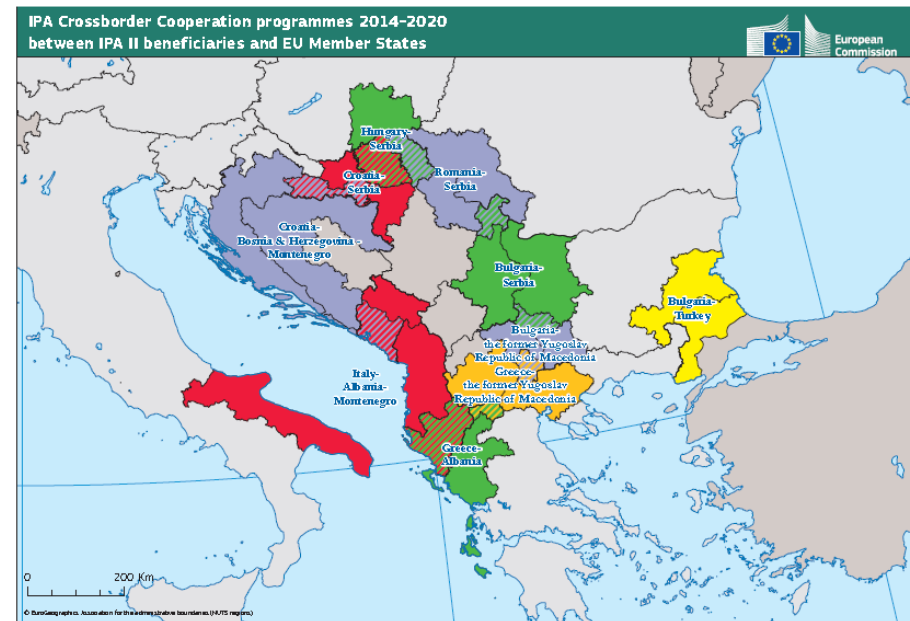 IPA Crossborder Cooperation programmes 2014-2020
between IPA II beneficiaries and EU Member States
European
Commission
Hungary-
Serbia
Croatia-
Serbia
Romania-
Serbia
Croatia-
Bosnia & Herzegovina -
Montenegro
Bulgaria-
Serbia
Bulgaria-
Turkey
Bulgaria-
the former Yugoslav
Republic of Macedonia
Greece-
the former Yugoslav
Republic of Macedonia
Italy-
Albania-
Montenegro
Greece-
Albania
0 200 Km
© EuroGeographics Association for the administrative boundaries (NUTS regions)